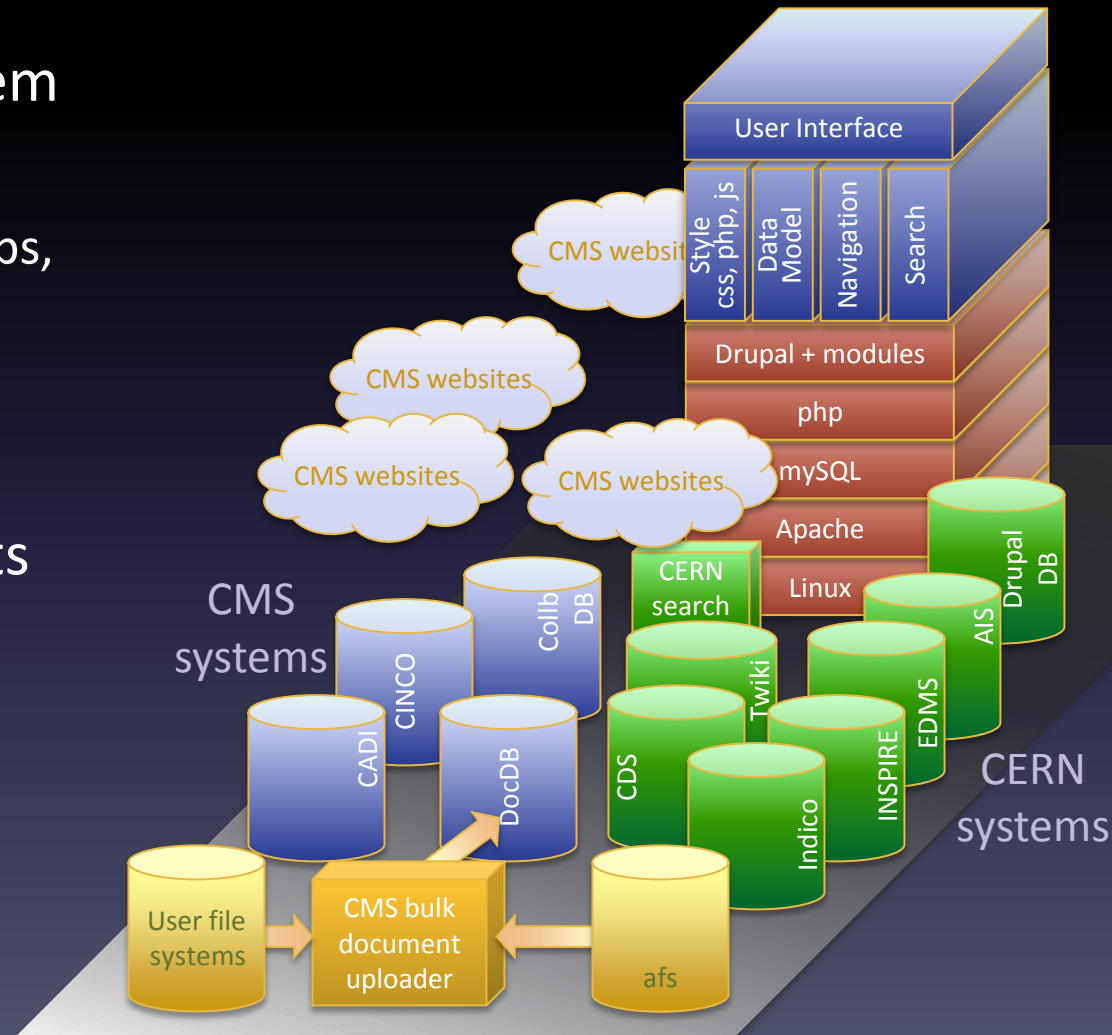 em
os,
ts
User Interface
Style
css, php, js
Data
Model
Navigation
Search
Drupal + modules
php
mySQL
Apache
Linux
CMS websit
CMS websites
CMS websites
CMS websites
CMS
systems
CERN
search
Drupal
DB
Collb
DB
CINCO
CADI
DocDB
AIS
Twiki
EDMS
CDS
INSPIRE
Indico
CERN
systems
User file
systems
CMS bulk
document
uploader
afs